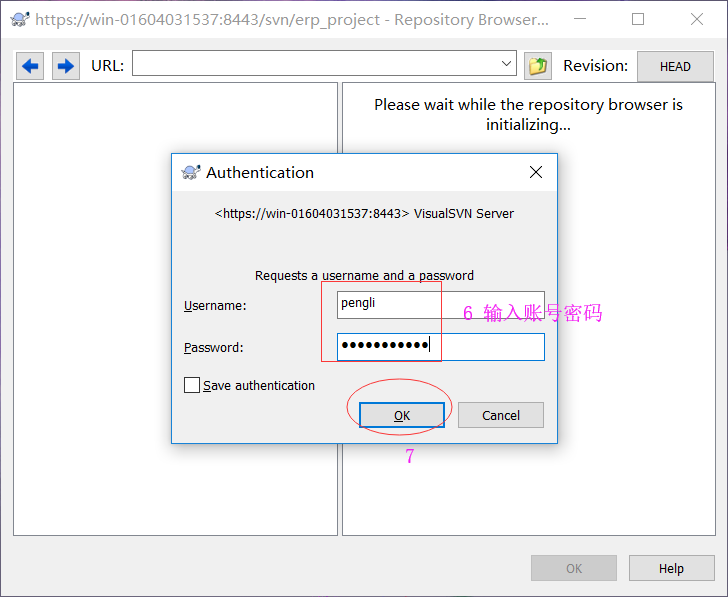 https://win-01604031537:8443/svn/erp_project - Repository Browser...
URL:
Revision:
HEAD
Please wait while the repository browser is
initializing...
Authentication
<https://win-01604031537:8443> VisualSVN Server
Requests a username and a password
Username:
pengli
6 输入账号密码
Password:
●●●●●●●●●●●
Save authentication
OK
Cancel
7
OK
Help